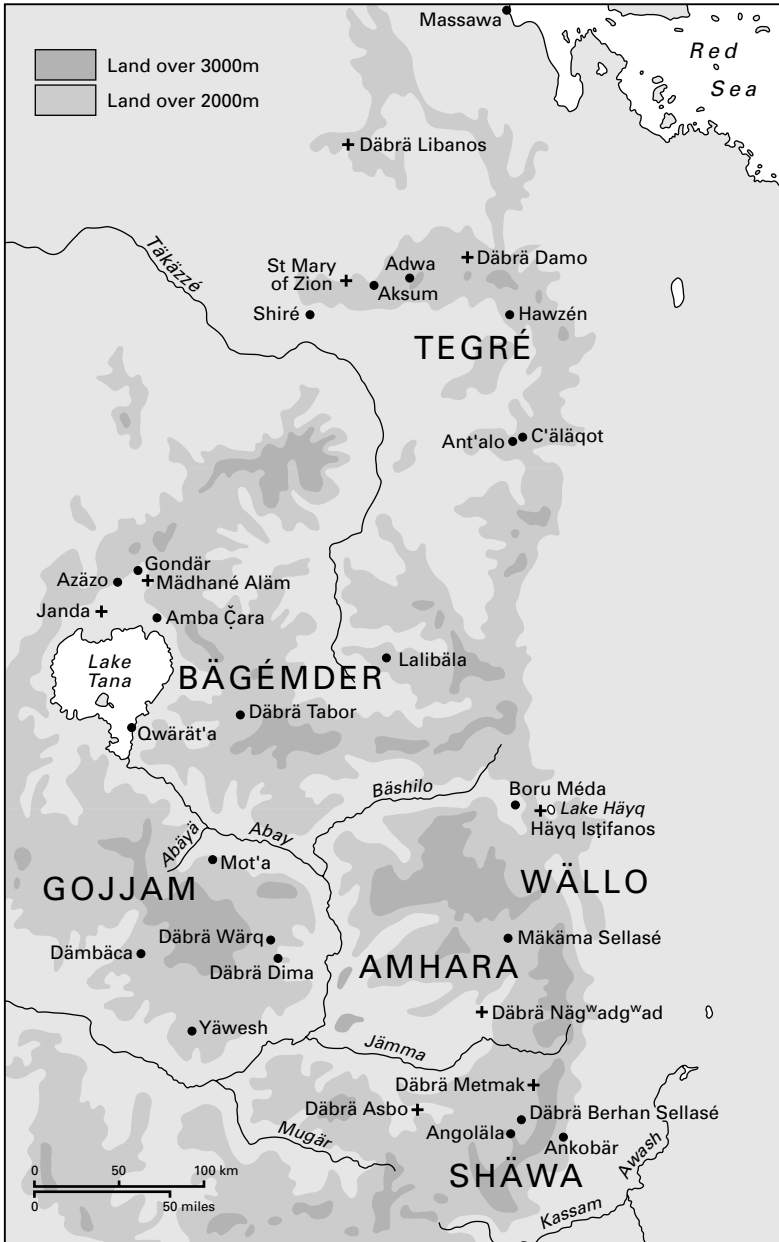 Massawa
Red
Sea
Land over 3000m
Land over 2000m
Däbrä Libanos
Täkäzzé
St Mary
of Zion
Adwa
Aksum
Däbrä Damo
Shiré
Hawzén
TEGRÉ
Ant'alo
C'äläqot
Gondär
Azäzo
Mädhané Aläm
Janda
Amba Č̣ara
Lake
Tana
BÄGÉMDER
Lalibäla
Däbrä Tabor
Qwärät'a
Bäshilo
Boru Méda
Lake Häyq
Häyq Isṭifanos
Abäyä
Abay
Mot'a
GOJJAM
WÄLLO
Däbrä Wärq
Dämbäca
Däbrä Dima
Mäkäma Sellasé
AMHARA
Däbrä Nägʷadgʷad
Yäwesh
Jämma
Däbrä Metmak
Däbrä Asbo
Däbrä Berhan Sellasé
Mugär
Angoläla
Ankobär
Awash
SHÄWA
Kassam
0 50 100 km
0 50 miles